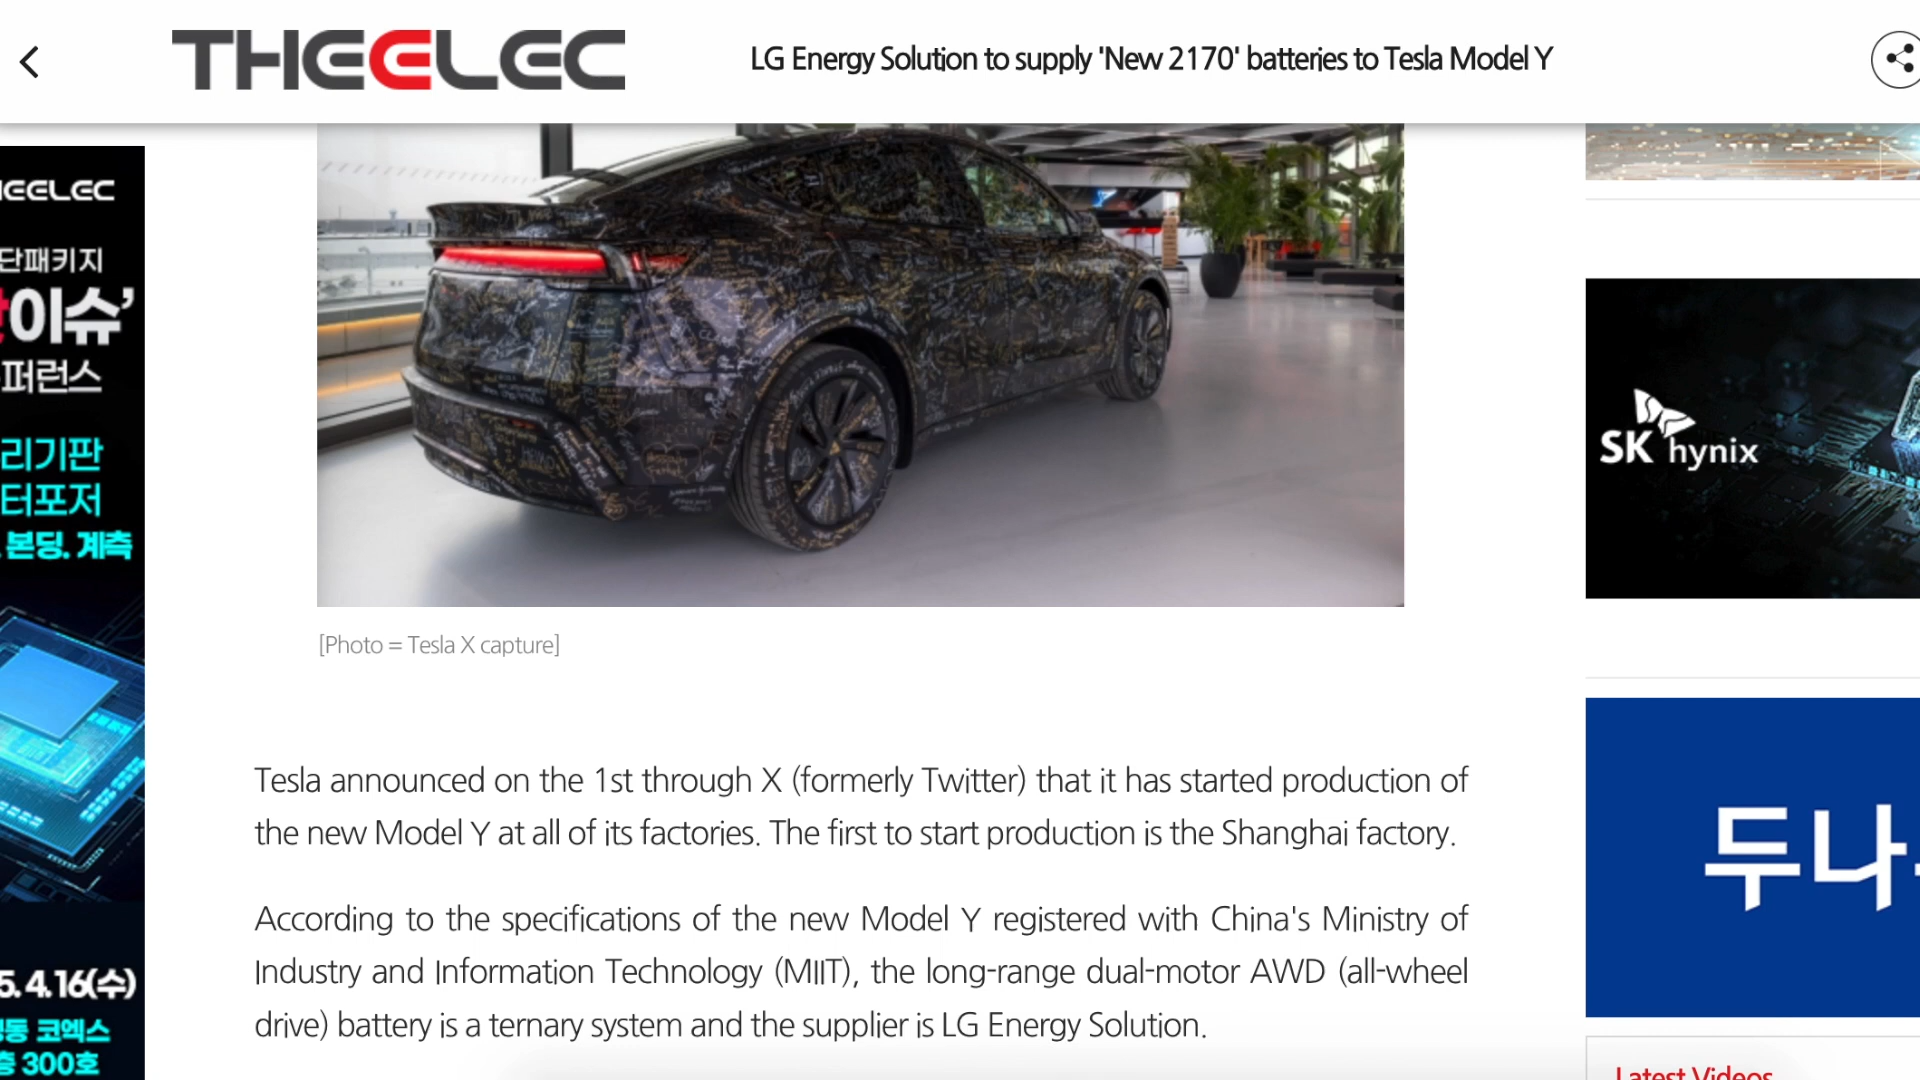 THEELEC
LG Energy Solution to supply 'New 2170' batteries to Tesla Model Y
단패키지
이슈’
퍼런스
리기판
터포저
본딩. 계측
5. 4.16(수)
코엑스
300호
[Photo = Tesla X capture]
Tesla announced on the 1st through X (formerly Twitter) that it has started production of
the new Model Y at all of its factories. The first to start production is the Shanghai factory.
According to the specifications of the new Model Y registered with China's Ministry of
Industry and Information Technology (MIIT), the long-range dual-motor AWD (all-wheel
drive) battery is a ternary system and the supplier is LG Energy Solution.
SK hynix
두나
Latest Videos